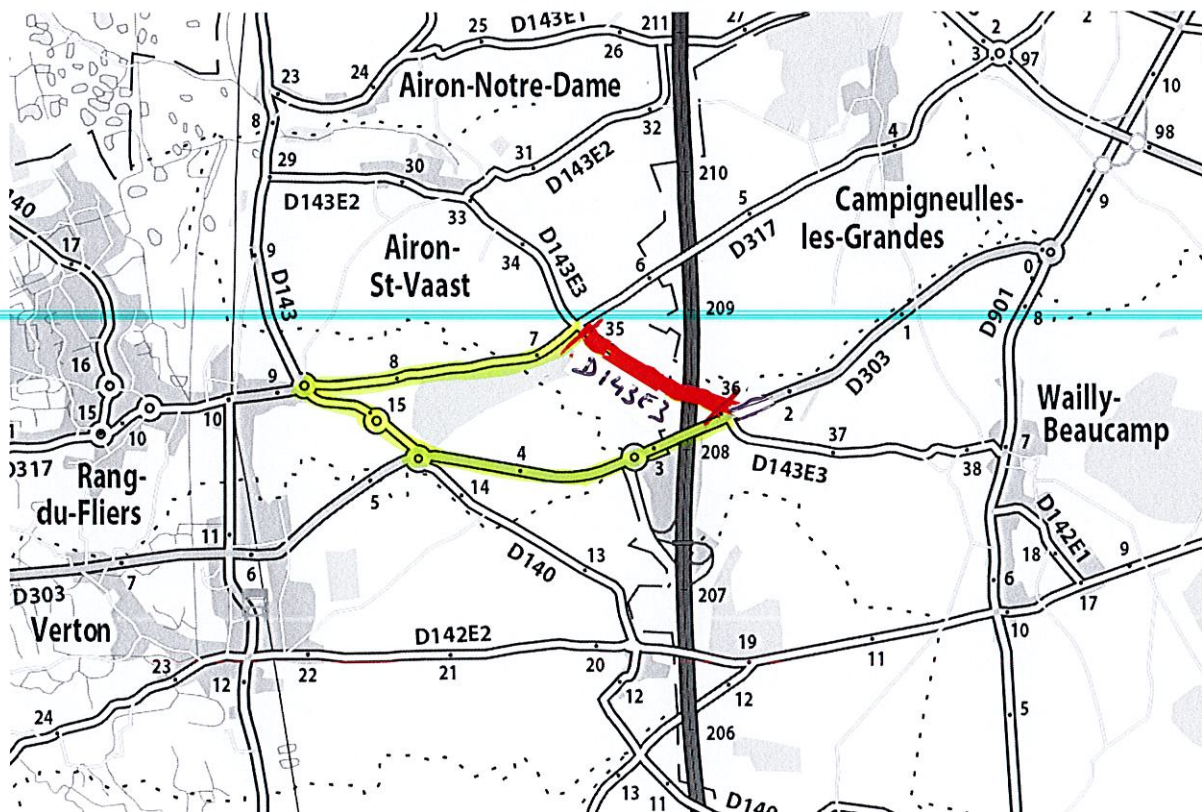 25
D143E1
26
211
27
2
2
3
97
10
23
24
Airon-Notre-Dame
8
32
4
98
29
30
31
D143E2
210
D143E2
33
5
Campigneulles-
les-Grandes
9
40
17
Airon-
St-Vaast
34
D143E3
D317
9
D143
6
0
209
D901
8
35
1
7
16
8
D143E3
36
D303
9
15
10
10
15
2
Wailly-
Beaucamp
D317
208
37
7
Rang-
du-Fliers
4
3
D143E3
38
5
14
D142E1
11
13
18
9
D140
7
6
207
6
17
D303
Verton
D142E2
19
10
23
22
21
20
11
12
12
12
5
24
206
13
11
D140